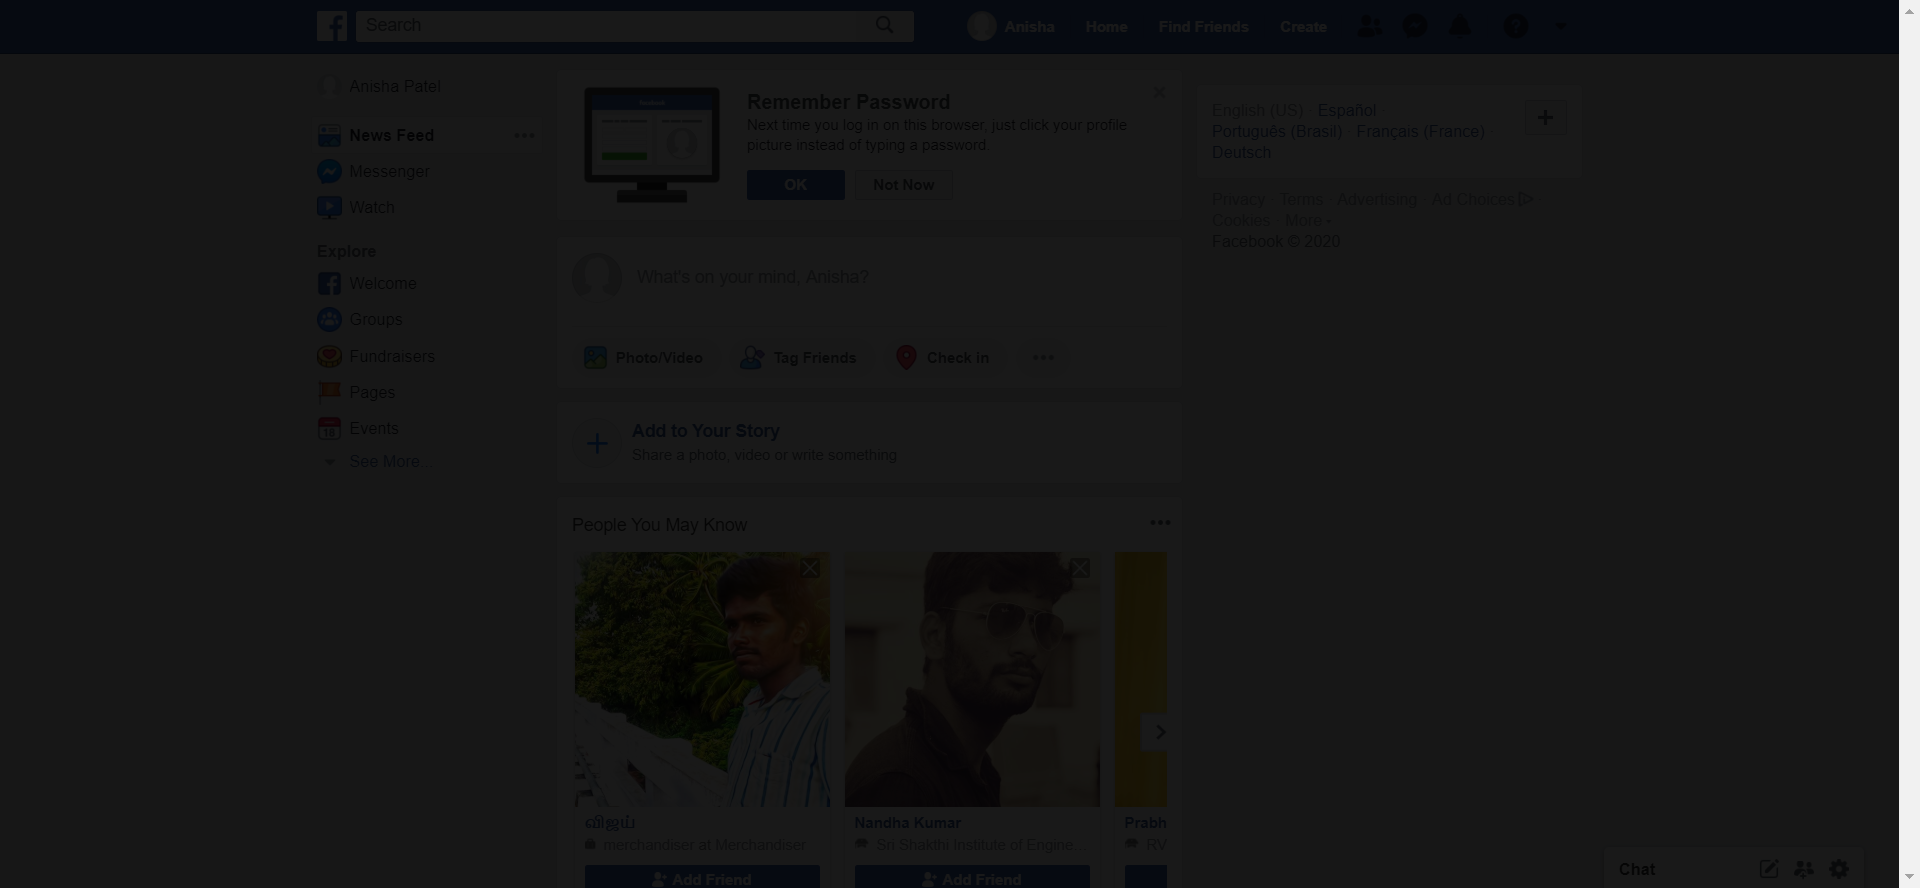 Search
Anisha
Home
Find Friends
Create
Anisha Patel
News Feed
Messenger
Watch
Explore
Welcome
Groups
Fundraisers
Pages
Events
See More...
Remember Password
Next time you log in on this browser, just click your profile
picture instead of typing a password.
OK
Not Now
What's on your mind, Anisha?
Photo/Video
Tag Friends
Check in
Add to Your Story
Share a photo, video or write something
People You May Know
விஜய்
merchandiser at Merchandiser
Add Friend
Nandha Kumar
Sri Shakthi Institute of Engine...
Add Friend
Prabh
RV
English (US) Español
Português (Brasil) Français (France)
Deutsch
Privacy Terms Advertising Ad Choices
Cookies More
Facebook © 2020
Chat